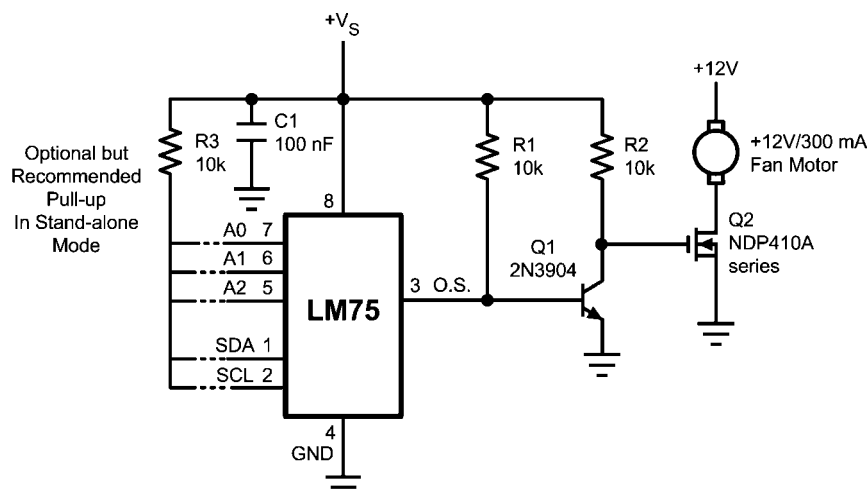 +VS
+12V
R3
10k
C1
100 nF
R1
10k
R2
10k
+12V/300 mA
Fan Motor
Optional but
Recommended
Pull-up
In Stand-alone
Mode
8
A0 7
A1 6
A2 5
SDA 1
SCL 2
LM75
3 O.S.
Q1
2N3904
Q2
NDP410A
series
4
GND